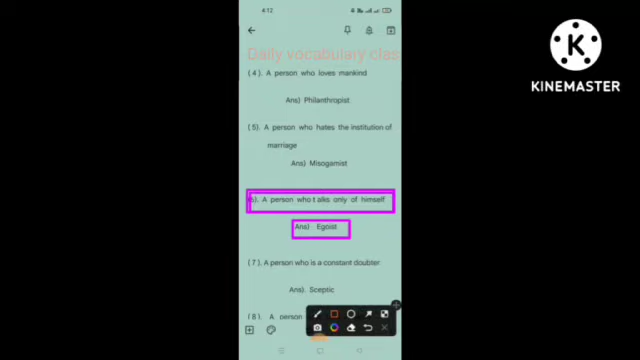 4:12
Daily vocabulary clas
( 4 ). A person who loves mankind
Ans) Philanthropist
( 5). A person who hates the institution of
marriage
Ans) Misogamist
(6). A person who t alks only of himself
Ans) Egoist
( 7 ). A person who is a constant doubter
Ans). Sceptic
( 8 ). A person
K
KINEMASTER